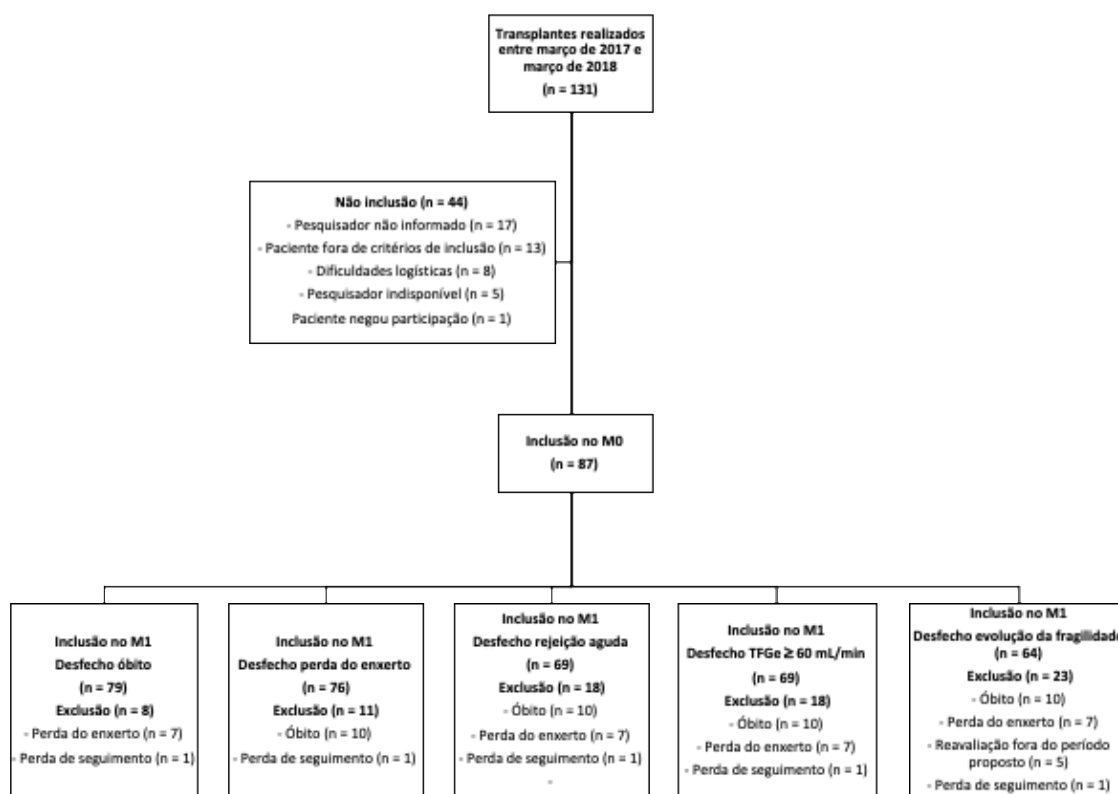 Transplantes realizados
entre março de 2017 e
março de 2018
(n = 131)
Não inclusão (n = 44)
- Pesquisador não informado (n = 17)
- Paciente fora de critérios de inclusão (n = 13)
- Dificuldades logísticas (n = 8)
- Pesquisador indisponível (n = 5)
Paciente negou participação (n = 1)
Inclusão no M0
(n = 87)
Inclusão no M1
Desfecho óbito
(n = 79)
Exclusão (n = 8)
- Perda do enxerto (n = 7)
- Perda de seguimento (n = 1)
Inclusão no M1
Desfecho perda do enxerto
(n = 76)
Exclusão (n = 11)
- Óbito (n = 10)
- Perda de seguimento (n = 1)
Inclusão no M1
Desfecho rejeição aguda
(n = 69)
Exclusão (n = 18)
- Óbito (n = 10)
- Perda do enxerto (n = 7)
- Perda de seguimento (n = 1)
-
Inclusão no M1
Desfecho TFGe ≥ 60 mL/min
(n = 69)
Exclusão (n = 18)
- Óbito (n = 10)
- Perda do enxerto (n = 7)
- Perda de seguimento (n = 1)
Inclusão no M1
Desfecho evolução da fragilidade
(n = 64)
Exclusão (n = 23)
- Óbito (n = 10)
- Perda do enxerto (n = 7)
- Reavaliação fora do período
proposto (n = 5)
- Perda de seguimento (n = 1)